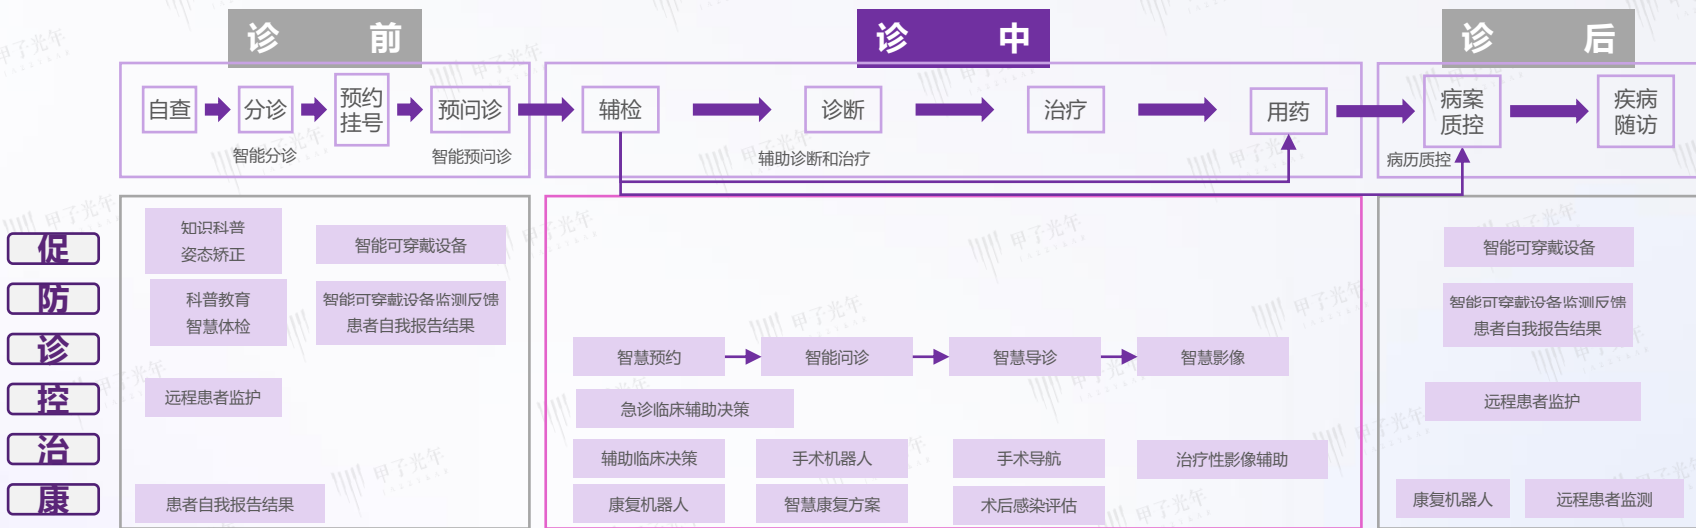 诊 前
诊 中
诊 后
自查
分诊
预约
挂号
预问诊
辅检
诊断
治疗
用药
病案
质控
疾病
随访
智能分诊
智能预问诊
辅助诊断和治疗
病历质控
促
防
诊
控
治
康
知识科普
姿态矫正
智能可穿戴设备
科普教育
智慧体检
智能可穿戴设备监测反馈
患者自我报告结果
远程患者监护
患者自我报告结果
智慧预约
智能问诊
智慧导诊
智慧影像
急诊临床辅助决策
辅助临床决策
手术机器人
手术导航
治疗性影像辅助
康复机器人
智慧康复方案
术后感染评估
智能可穿戴设备
智能可穿戴设备监测反馈
患者自我报告结果
远程患者监护
康复机器人
远程患者监测
甲子光年